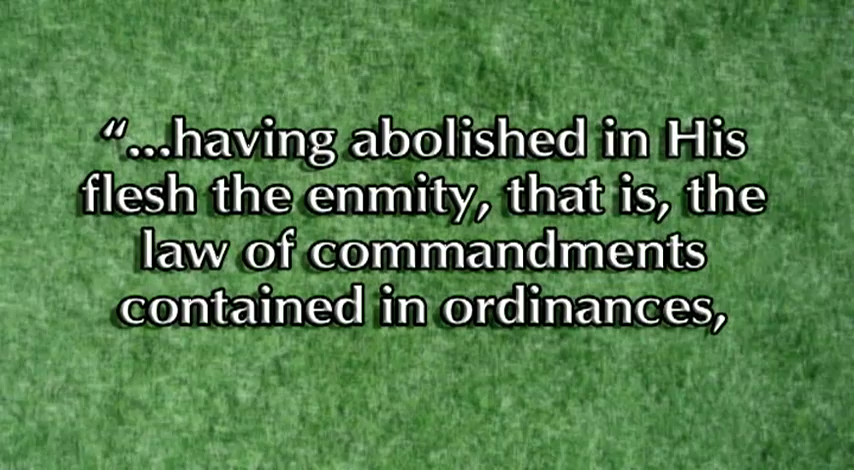 “...having abolished in His
flesh the enmity, that is, the
law of commandments
contained in ordinances,